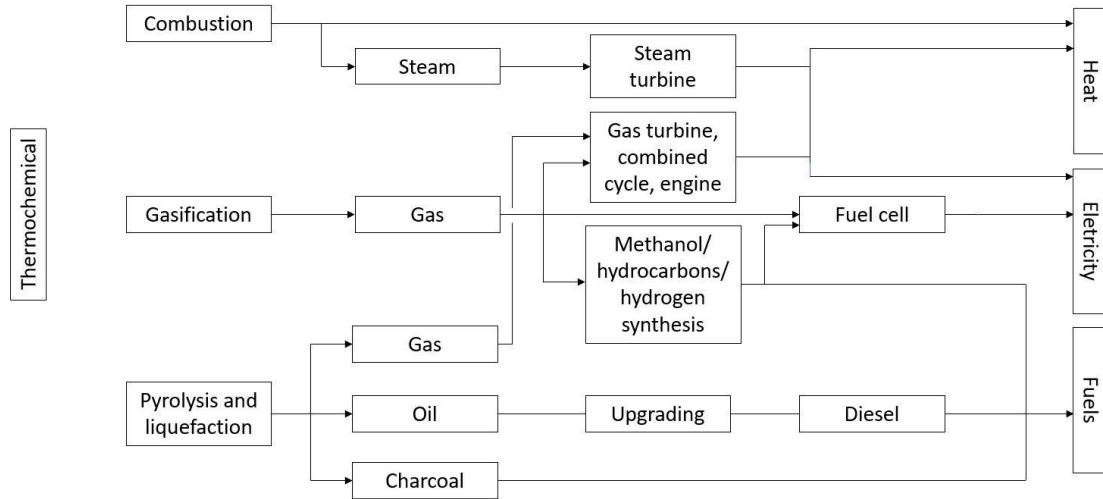 Thermochemical
Combustion
Steam
Steam
turbine
Heat
Gas turbine,
combined
cycle, engine
Gasification
Gas
Fuel cell
Eletricity
Methanol/
hydrocarbons/
hydrogen
synthesis
Gas
Pyrolysis and
liquefaction
Oil
Upgrading
Diesel
Fuels
Charcoal